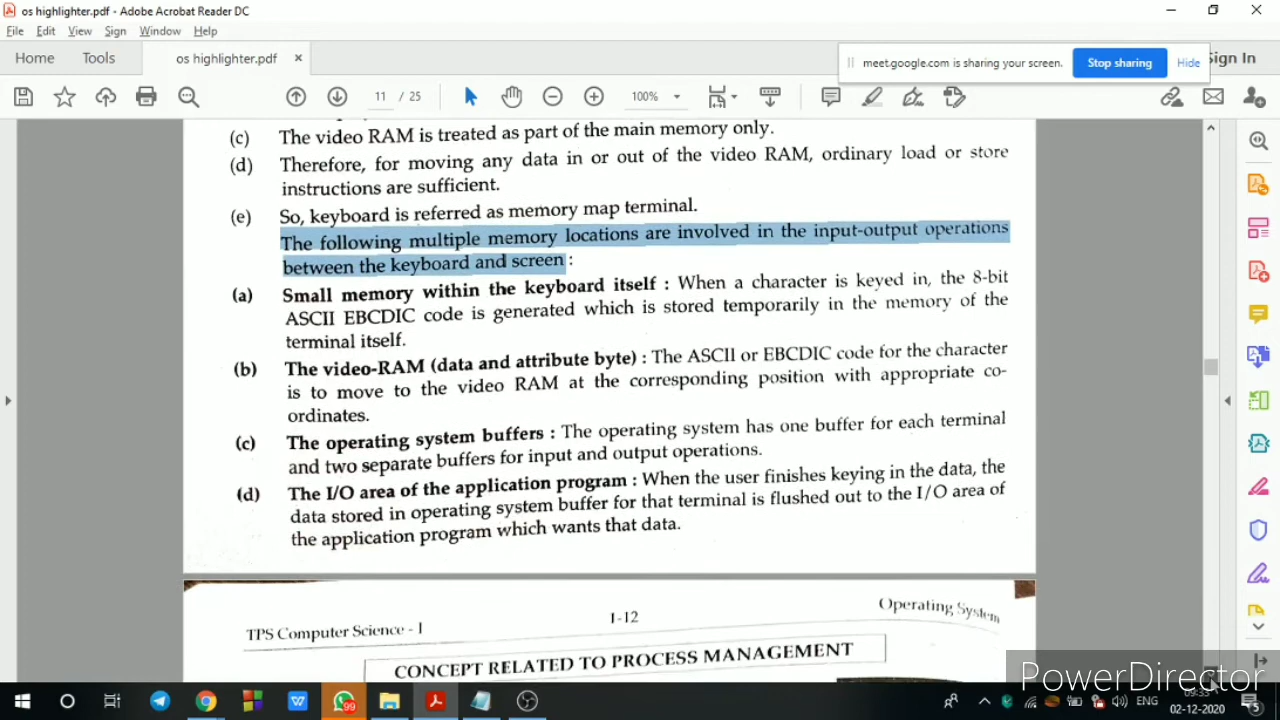 os highlighter.pdf - Adobe Acrobat Reader DC
File Edit View Sign Window Help
Home Tools os highlighter.pdf × Sign In
meet.google.com is sharing your screen. Stop sharing Hide
11 / 25 100%
(c) The video RAM is treated as part of the main memory only.
(d) Therefore, for moving any data in or out of the video RAM, ordinary load or store
instructions are sufficient.
(e) So, keyboard is referred as memory map terminal.
The following multiple memory locations are involved in the input-output operations
between the keyboard and screen :
(a) Small memory within the keyboard itself : When a character is keyed in, the 8-bit
ASCII EBCDIC code is generated which is stored temporarily in the memory of the
terminal itself.
(b) The video-RAM (data and attribute byte) : The ASCII or EBCDIC code for the character
is to move to the video RAM at the corresponding position with appropriate co-
ordinates.
(c) The operating system buffers : The operating system has one buffer for each terminal
and two separate buffers for input and output operations.
(d) The I/O area of the application program : When the user finishes keying in the data, the
data stored in operating system buffer for that terminal is flushed out to the I/O area of
the application program which wants that data.
TPS Computer Science - I I-12 Operating System
CONCEPT RELATED TO PROCESS MANAGEMENT
PowerDirector
99 ENG 09:33
02-12-2020 5